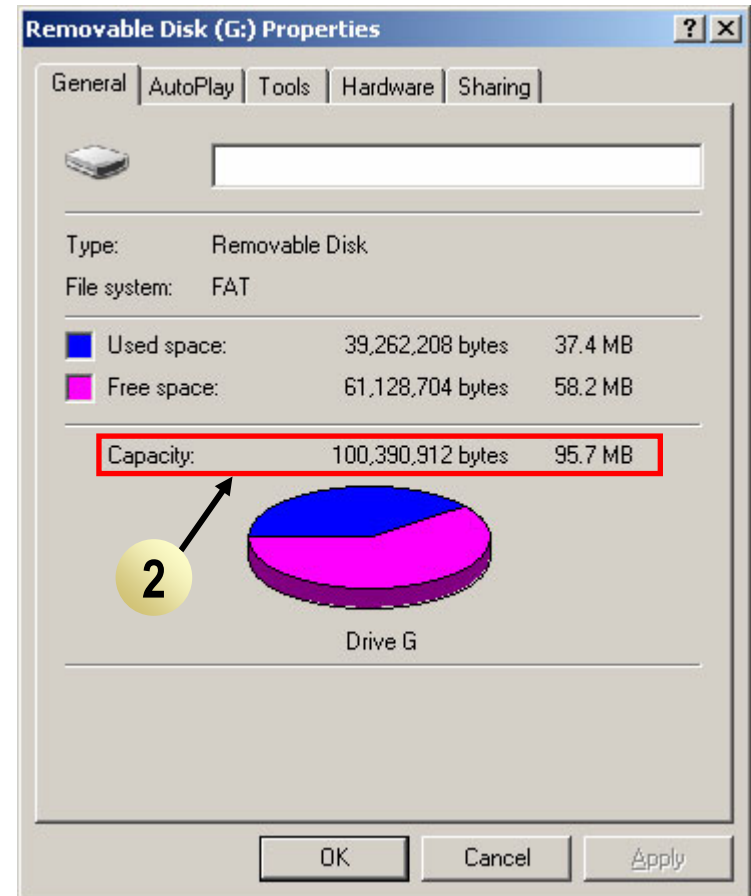 Removable Disk (G:) Properties ? X
General AutoPlay Tools Hardware Sharing
Type: Removable Disk
File system: FAT
Used space: 39,262,208 bytes 37.4 MB
Free space: 61,128,704 bytes 58.2 MB
Capacity: 100,390,912 bytes 95.7 MB
2
Drive G
OK Cancel Apply